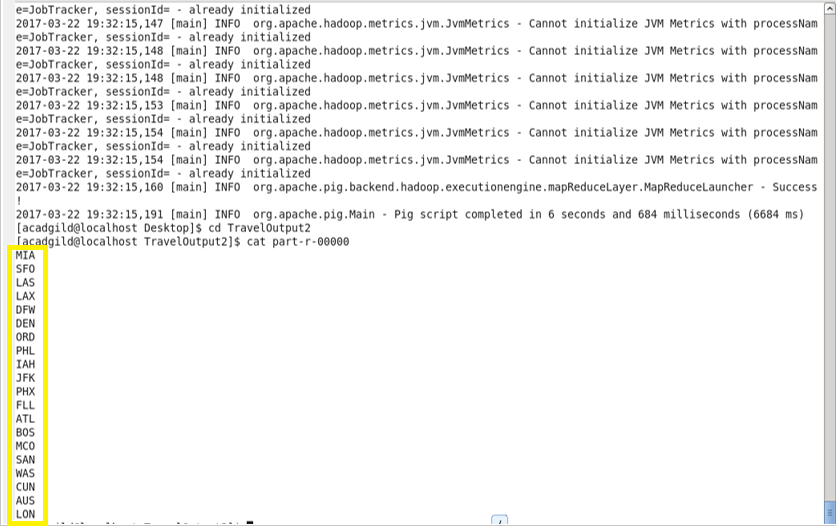 e=JobTracker, sessionId= - already initialized
2017-03-22 19:32:15,147 [main] INFO  org.apache.hadoop.metrics.jvm.JvmMetrics - Cannot initialize JVM Metrics with processNam
e=JobTracker, sessionId= - already initialized
2017-03-22 19:32:15,148 [main] INFO  org.apache.hadoop.metrics.jvm.JvmMetrics - Cannot initialize JVM Metrics with processNam
e=JobTracker, sessionId= - already initialized
2017-03-22 19:32:15,148 [main] INFO  org.apache.hadoop.metrics.jvm.JvmMetrics - Cannot initialize JVM Metrics with processNam
e=JobTracker, sessionId= - already initialized
2017-03-22 19:32:15,153 [main] INFO  org.apache.hadoop.metrics.jvm.JvmMetrics - Cannot initialize JVM Metrics with processNam
e=JobTracker, sessionId= - already initialized
2017-03-22 19:32:15,154 [main] INFO  org.apache.hadoop.metrics.jvm.JvmMetrics - Cannot initialize JVM Metrics with processNam
e=JobTracker, sessionId= - already initialized
2017-03-22 19:32:15,154 [main] INFO  org.apache.hadoop.metrics.jvm.JvmMetrics - Cannot initialize JVM Metrics with processNam
e=JobTracker, sessionId= - already initialized
2017-03-22 19:32:15,160 [main] INFO  org.apache.pig.backend.hadoop.executionengine.mapReduceLayer.MapReduceLauncher - Success
!
2017-03-22 19:32:15,191 [main] INFO  org.apache.pig.Main - Pig script completed in 6 seconds and 684 milliseconds (6684 ms)
[acadgild@localhost Desktop]$ cd TravelOutput2
[acadgild@localhost TravelOutput2]$ cat part-r-00000
MIA
SFO
LAS
LAX
DFW
DEN
ORD
PHL
IAH
JFK
PHX
FLL
ATL
BOS
MCO
SAN
WAS
CUN
AUS
LON